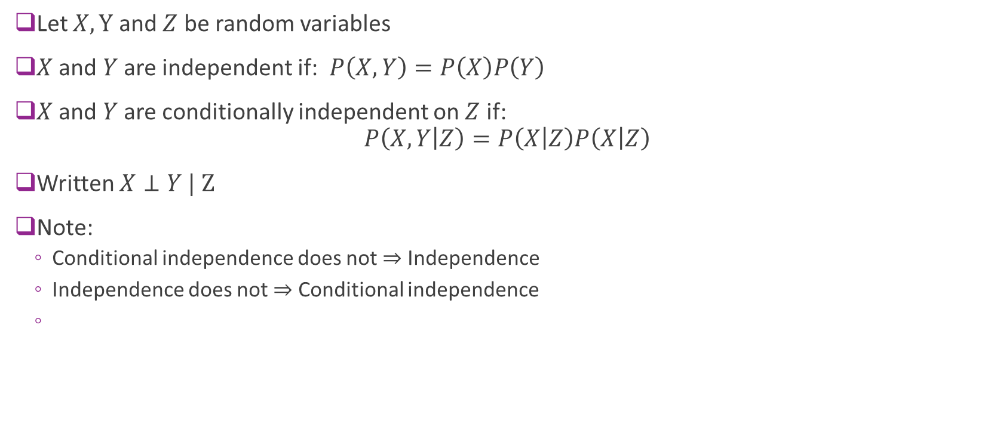 Let X, Y and Z be random variables
X and Y are independent if: P(X, Y) = P(X)P(Y)
X and Y are conditionally independent on Z if:
P(X, Y|Z) = P(X|Z)P(X|Z)
Written X ⊥ Y | Z
Note:
Conditional independence does not ⇒ Independence
Independence does not ⇒ Conditional independence